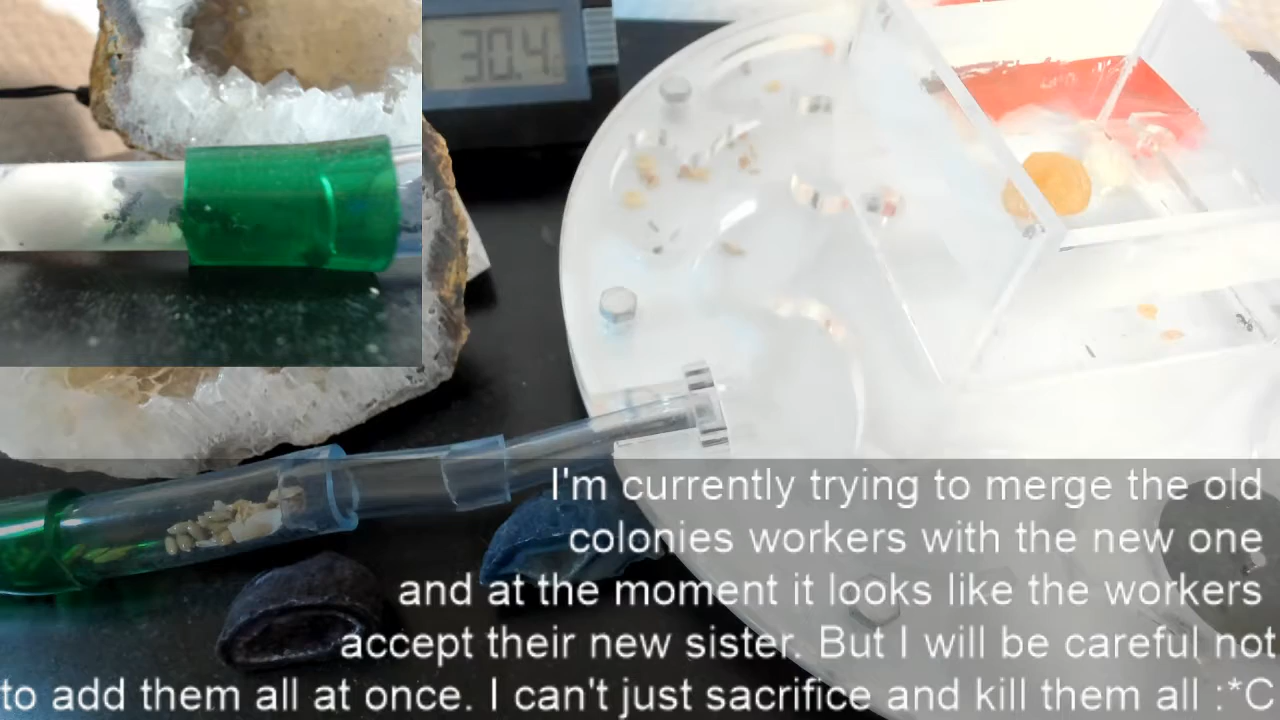 30.4
I'm currently trying to merge the old
colonies workers with the new one
and at the moment it looks like the workers
accept their new sister. But I will be careful not
to add them all at once. I can't just sacrifice and kill them all :*C